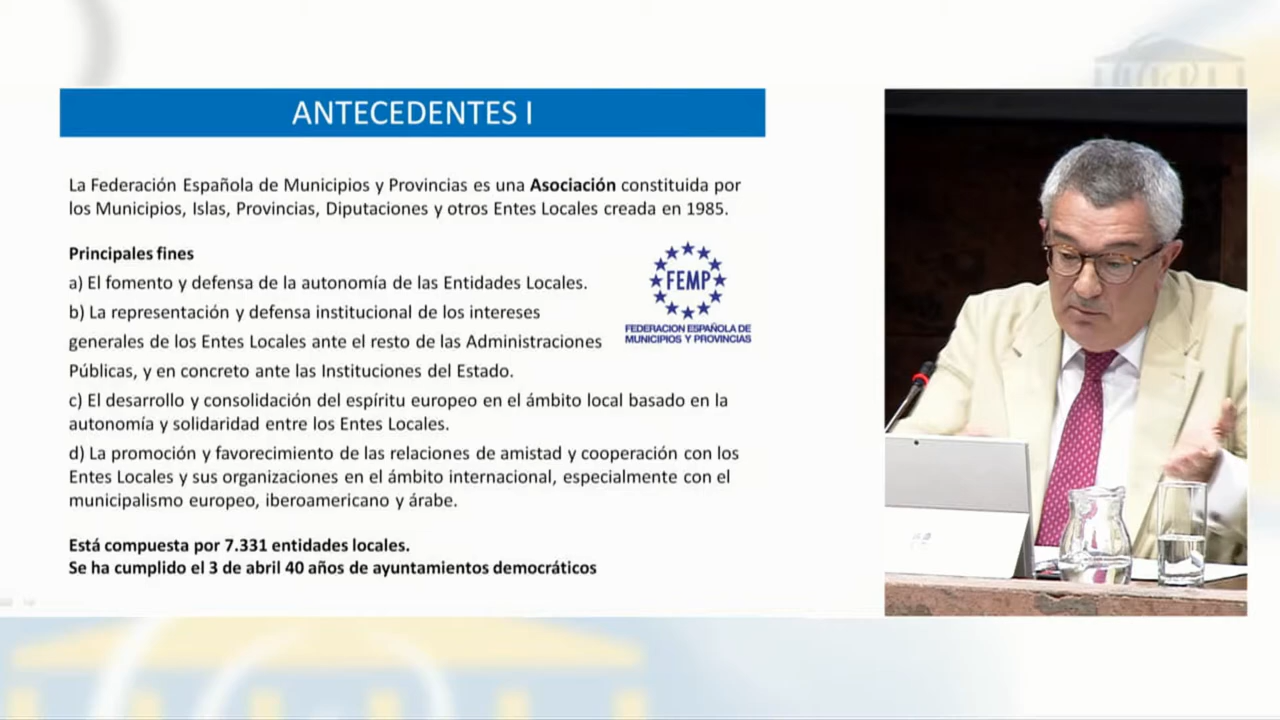 ANTECEDENTES I
La Federación Española de Municipios y Provincias es una Asociación constituida por
los Municipios, Islas, Provincias, Diputaciones y otros Entes Locales creada en 1985.
Principales fines
a) El fomento y defensa de la autonomía de las Entidades Locales.
b) La representación y defensa institucional de los intereses
generales de los Entes Locales ante el resto de las Administraciones
Públicas, y en concreto ante las Instituciones del Estado.
c) El desarrollo y consolidación del espíritu europeo en el ámbito local basado en la
autonomía y solidaridad entre los Entes Locales.
d) La promoción y favorecimiento de las relaciones de amistad y cooperación con los
Entes Locales y sus organizaciones en el ámbito internacional, especialmente con el
municipalismo europeo, iberoamericano y árabe.
Está compuesta por 7.331 entidades locales.
Se ha cumplido el 3 de abril 40 años de ayuntamientos democráticos
FEMP
FEDERACION ESPAÑOLA DE
MUNICIPIOS Y PROVINCIAS